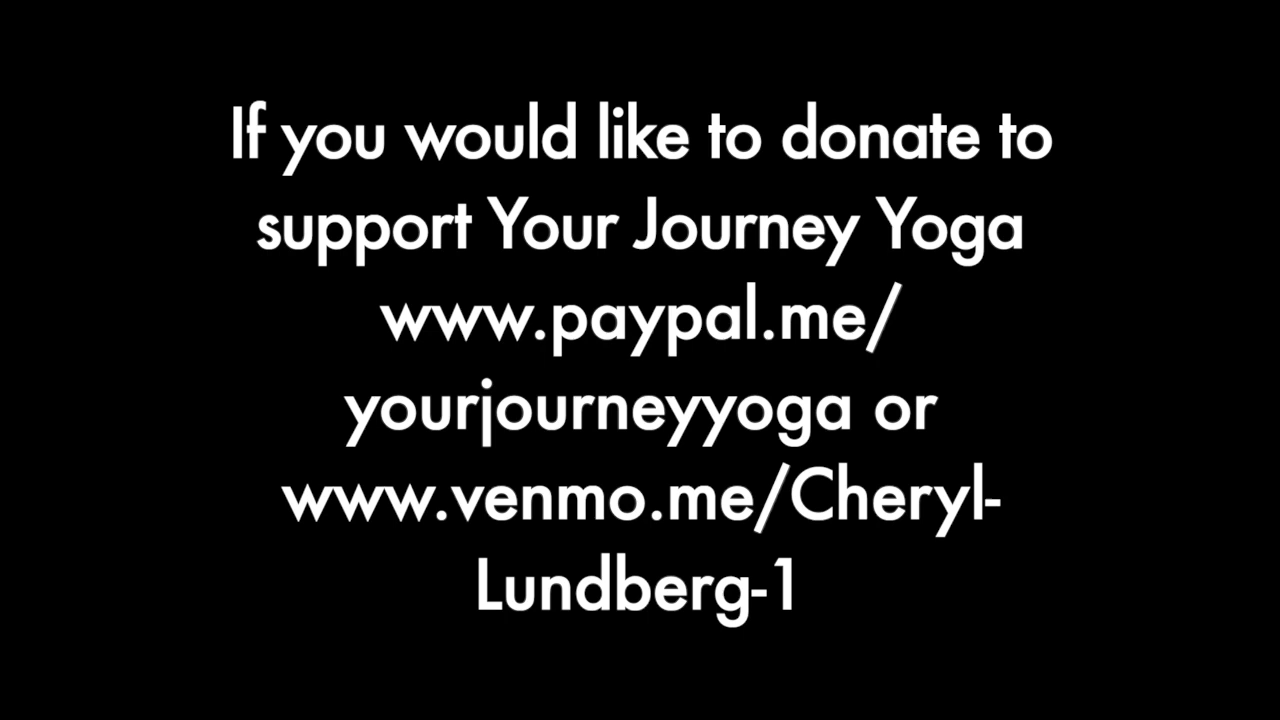 If you would like to donate to
support Your Journey Yoga
www.paypal.me/
yourjourneyyoga or
www.venmo.me/Cheryl-
Lundberg-1